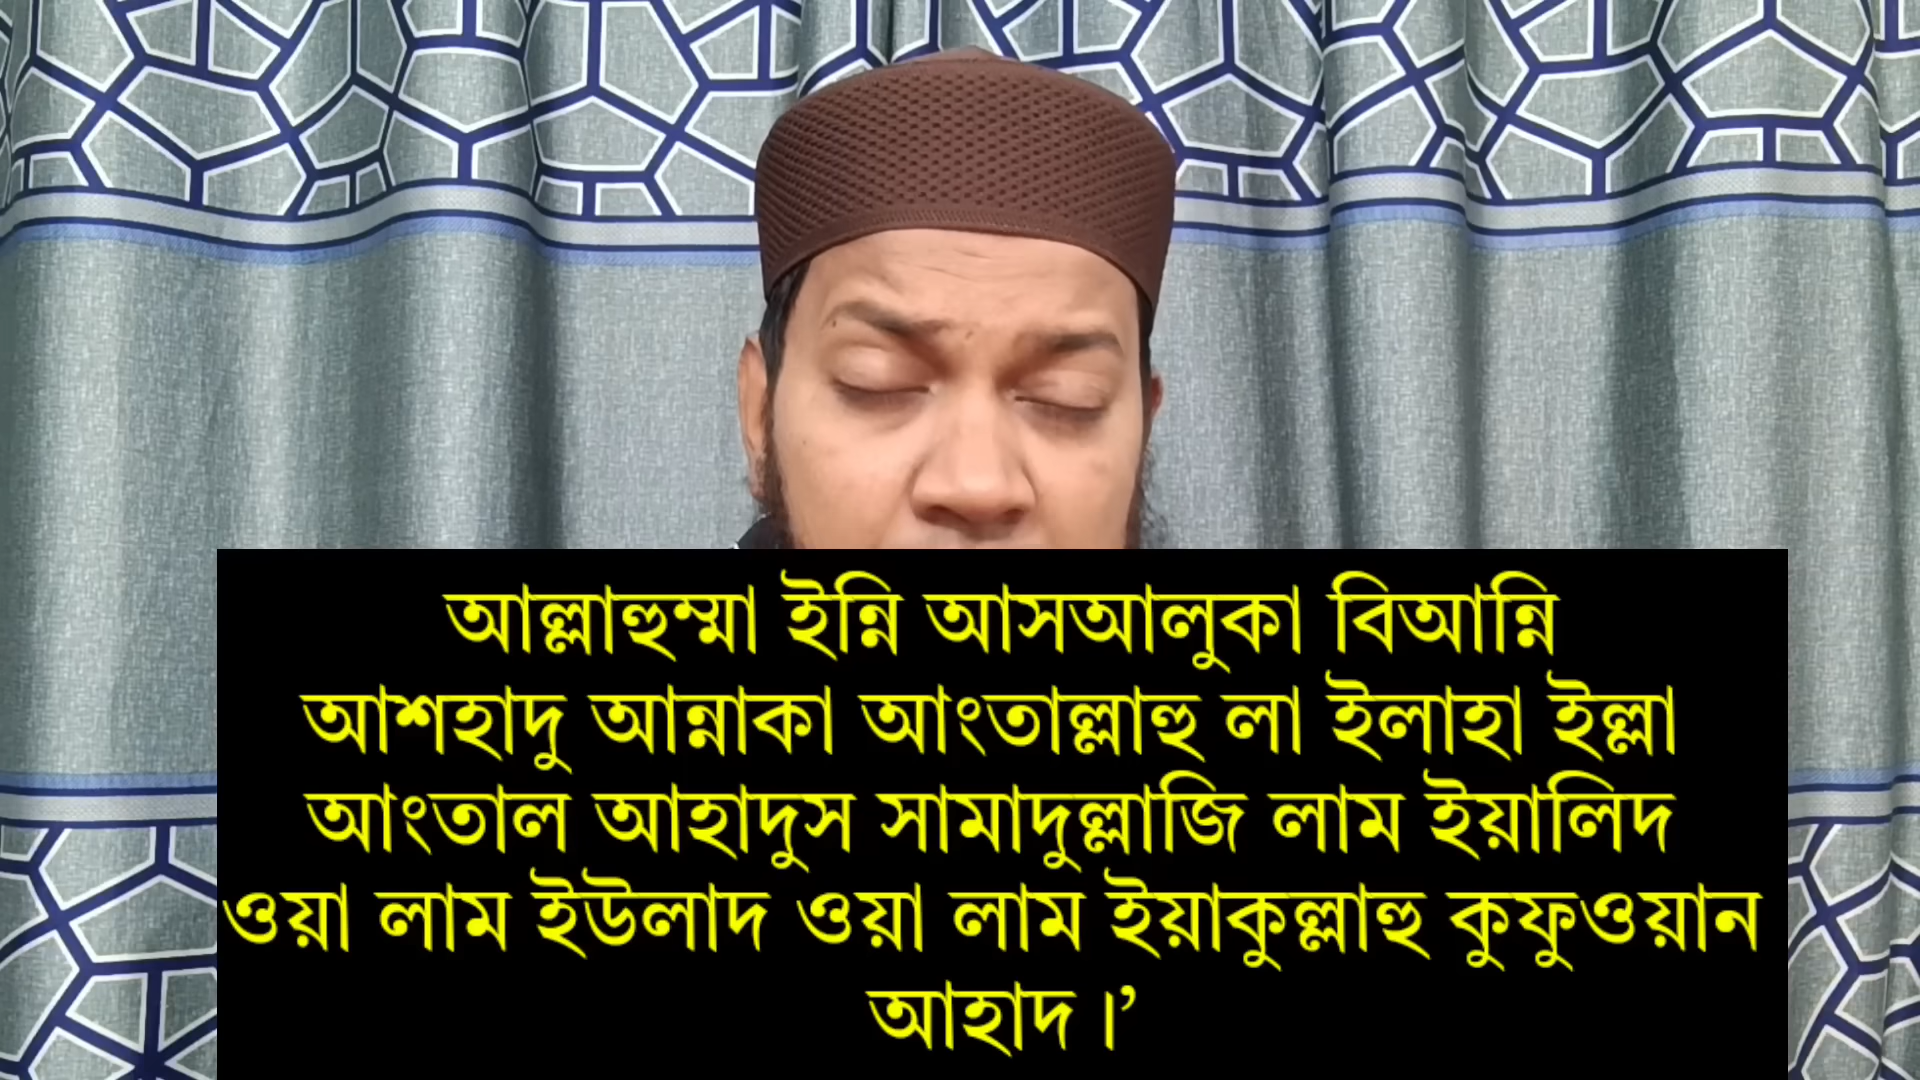 আল্লাহুম্মা ইন্নি আসআলুকা বিআন্নি
আশহাদু আন্নাকা আংতাল্লাহু লা ইলাহা ইল্লা
আংতাল আহাদুস সামাদুল্লাজি লাম ইয়ালিদ
ওয়া লাম ইউলাদ ওয়া লাম ইয়াকুল্লাহু কুফুওয়ান
আহাদ।’